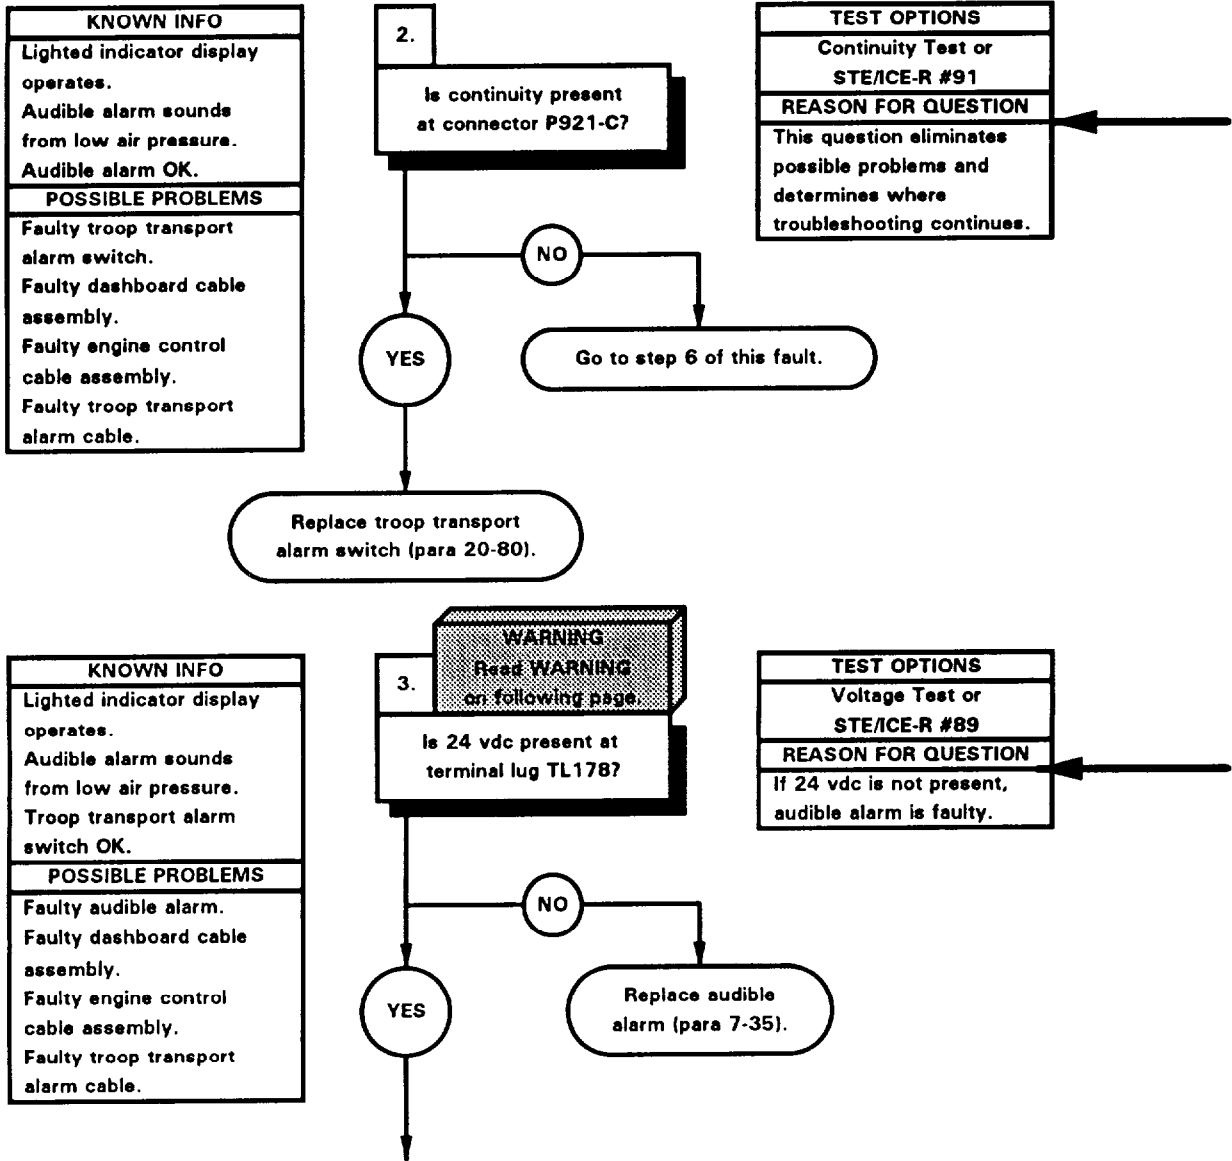 KNOWN INFO
Lighted indicator display
operates.
Audible alarm sounds
from low air pressure.
Audible alarm OK.
POSSIBLE PROBLEMS
Faulty troop transport
alarm switch.
Faulty dashboard cable
assembly.
Faulty engine control
cable assembly.
Faulty troop transport
alarm cable.
2.
Is continuity present
at connector P921-C?
TEST OPTIONS
Continuity Test or
STE/ICE-R #91
REASON FOR QUESTION
This question eliminates
possible problems and
determines where
troubleshooting continues.
NO
YES
Go to step 6 of this fault.
Replace troop transport
alarm switch (para 20-80).
KNOWN INFO
Lighted indicator display
operates.
Audible alarm sounds
from low air pressure.
Troop transport alarm
switch OK.
POSSIBLE PROBLEMS
Faulty audible alarm.
Faulty dashboard cable
assembly.
Faulty engine control
cable assembly.
Faulty troop transport
alarm cable.
WARNING
Read WARNING
on following page
3.
Is 24 vdc present at
terminal lug TL178?
TEST OPTIONS
Voltage Test or
STE/ICE-R #89
REASON FOR QUESTION
If 24 vdc is not present,
audible alarm is faulty.
NO
YES
Replace audible
alarm (para 7-35).